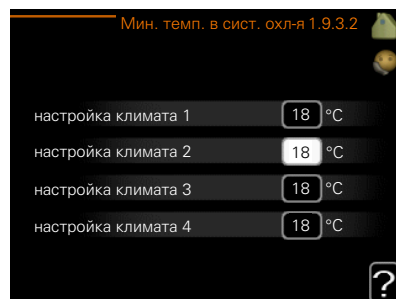 Мин. темп. в сист. охл-я 1.9.3.2
настройка климата 1 18 °C
настройка климата 2 18 °C
настройка климата 3 18 °C
настройка климата 4 18 °C
?